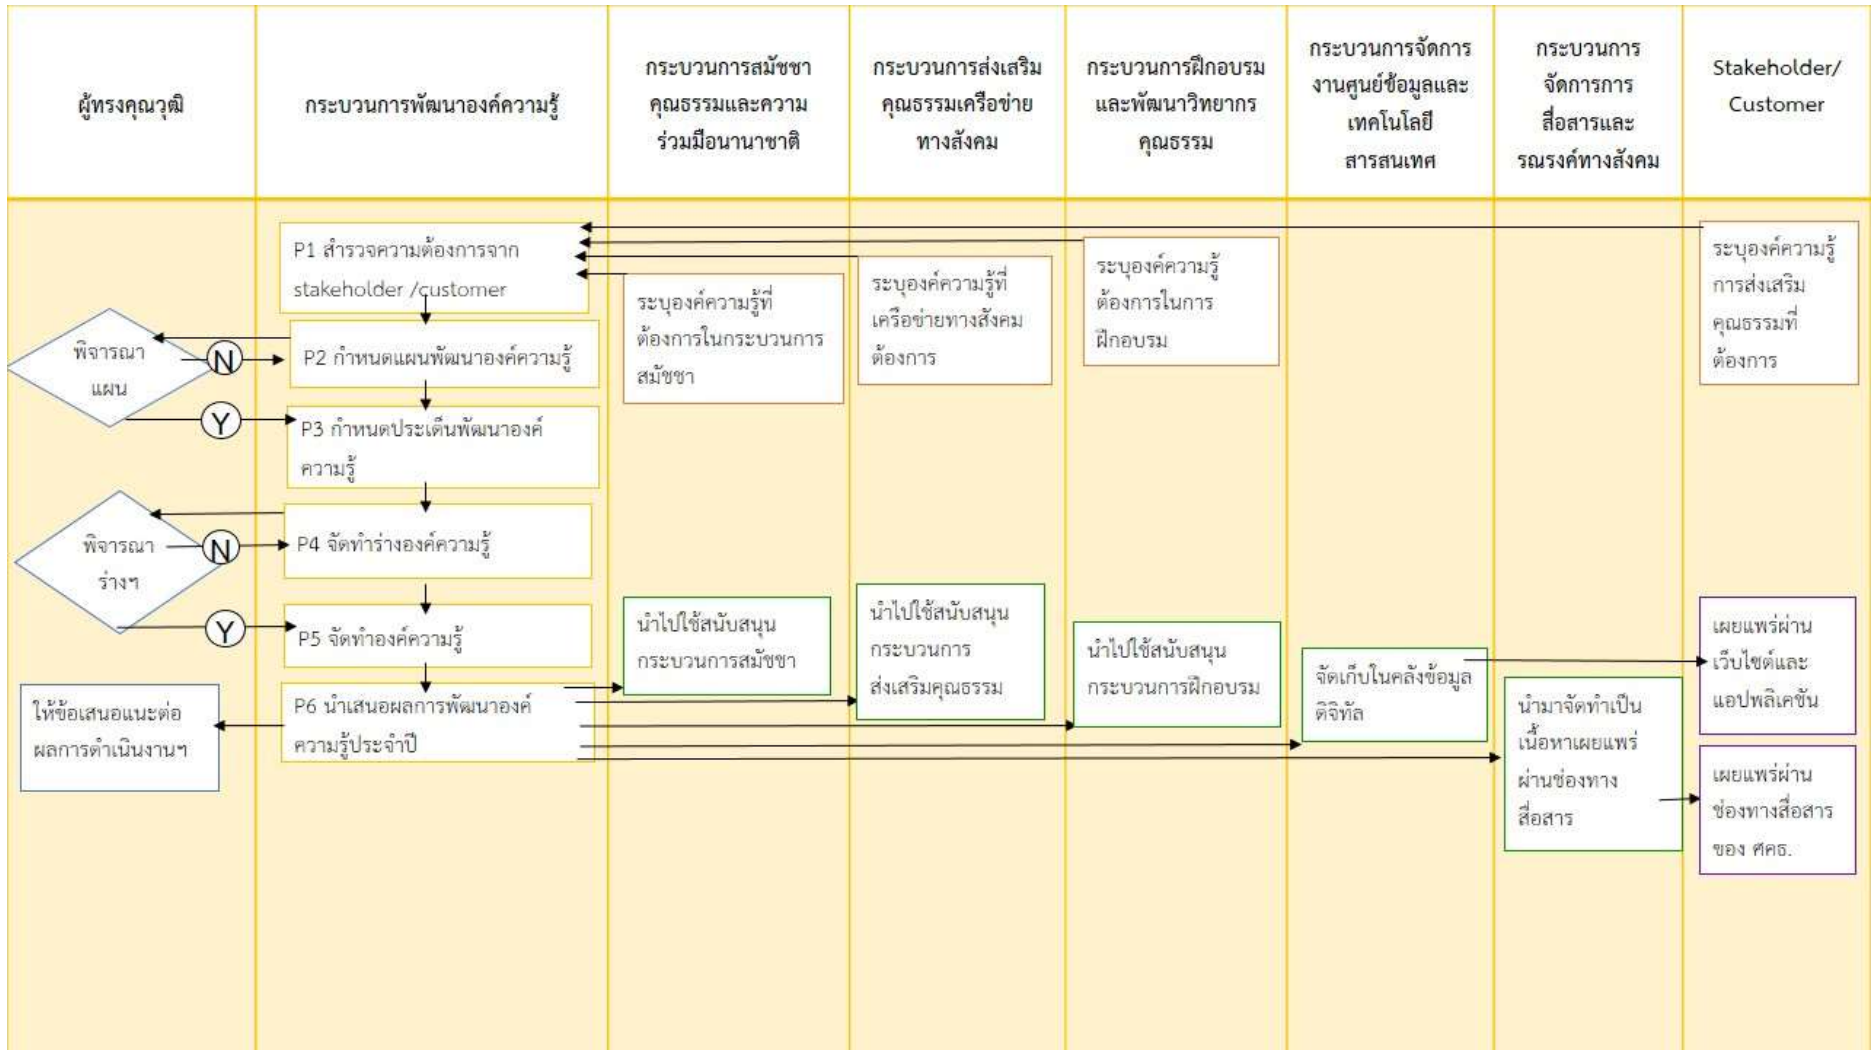 ผู้ทรงคุณวุฒิ
กระบวนการพัฒนาองค์ความรู้
กระบวนการสมัชชา
คุณธรรมและความ
ร่วมมือนานาชาติ
กระบวนการส่งเสริม
คุณธรรมเครือข่าย
ทางสังคม
กระบวนการฝึกอบรม
และพัฒนาวิทยากร
คุณธรรม
กระบวนการจัดการ
งานศูนย์ข้อมูลและ
เทคโนโลยี
สารสนเทศ
กระบวนการ
จัดการการ
สื่อสารและ
รณรงค์ทางสังคม
Stakeholder/
Customer
P1 สำรวจความต้องการจาก
stakeholder /customer
ระบุองค์ความรู้ที่
ต้องการในกระบวนการ
สมัชชา
ระบุองค์ความรู้ที่
เครือข่ายทางสังคม
ต้องการ
ระบุองค์ความรู้
ต้องการในการ
ฝึกอบรม
ระบุองค์ความรู้
การส่งเสริม
คุณธรรมที่
ต้องการ
พิจารณา
แผน
N
P2 กำหนดแผนพัฒนาองค์ความรู้
Y
P3 กำหนดประเด็นพัฒนาองค์
ความรู้
พิจารณา
ร่างฯ
N
P4 จัดทำร่างองค์ความรู้
Y
P5 จัดทำองค์ความรู้
นำไปใช้สนับสนุน
กระบวนการสมัชชา
นำไปใช้สนับสนุน
กระบวนการ
ส่งเสริมคุณธรรม
นำไปใช้สนับสนุน
กระบวนการฝึกอบรม
จัดเก็บในคลังข้อมูล
ดิจิทัล
เผยแพร่ผ่าน
เว็บไซต์และ
แอปพลิเคชัน
ให้ข้อเสนอแนะต่อ
ผลการดำเนินงานฯ
P6 นำเสนอผลการพัฒนาองค์
ความรู้ประจำปี
นำมาจัดทำเป็น
เนื้อหาเผยแพร่
ผ่านช่องทาง
สื่อสาร
เผยแพร่ผ่าน
ช่องทางสื่อสาร
ของ ศคธ.